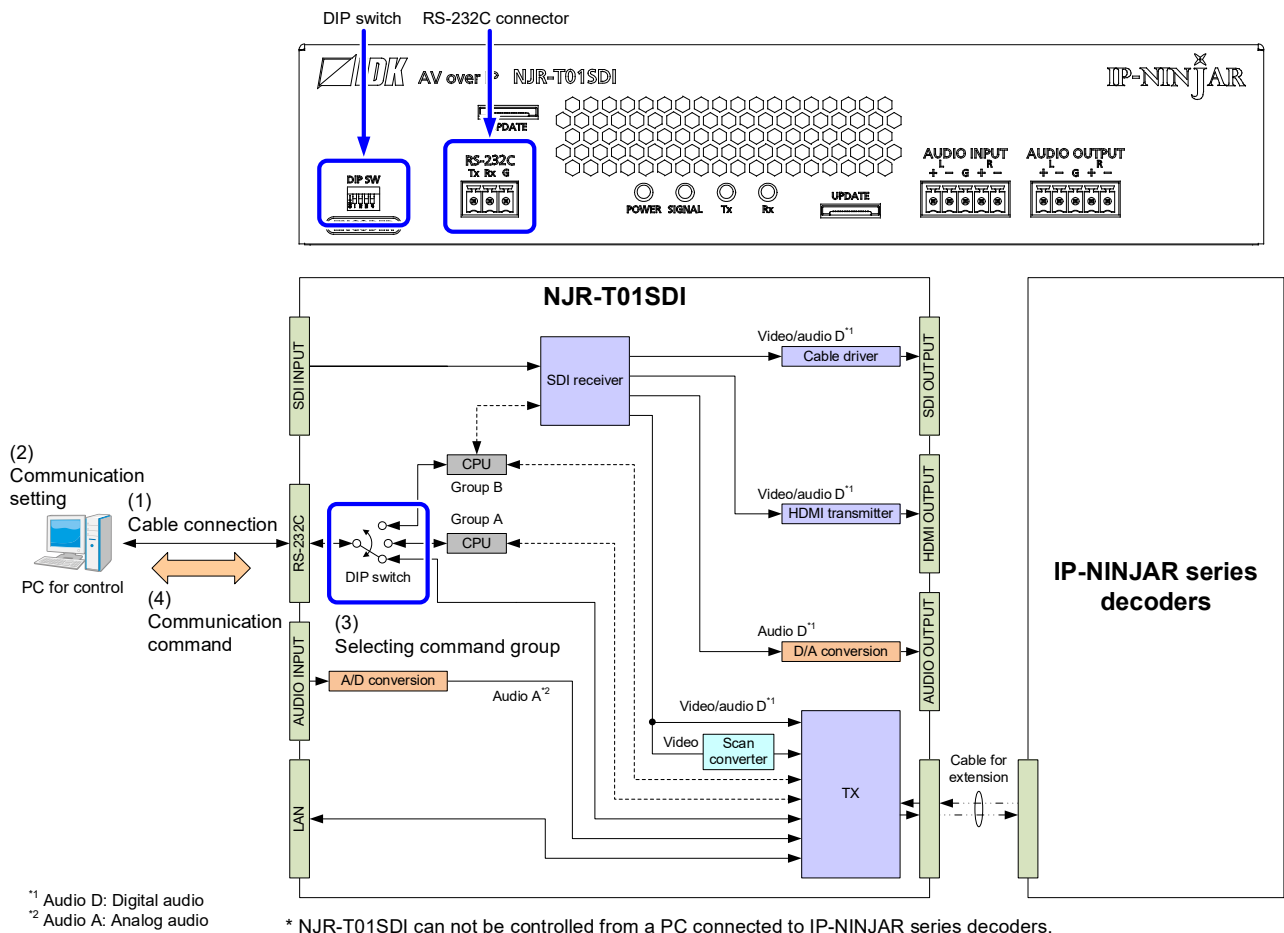 DIP switch
RS-232C connector
IDK
AV over P
NJR-T01SDI
IP-NINJAR
PDATE
RS-232C
Tx Rx G
DIP SW
POWER
SIGNAL
Tx
Rx
UPDATE
AUDIO INPUT
L R
+ − G + −
AUDIO OUTPUT
L R
+ − G + −
NJR-T01SDI
SDI INPUT
SDI receiver
Video/audio D*1
Cable driver
SDI OUTPUT
(2)
Communication
setting
(1)
Cable connection
PC for control
(4)
Communication
command
RS-232C
CPU
Group B
Group A
CPU
DIP switch
(3)
Selecting command group
Video/audio D*1
HDMI transmitter
HDMI OUTPUT
IP-NINJAR series
decoders
AUDIO INPUT
A/D conversion
Audio A*2
Audio D*1
D/A conversion
AUDIO OUTPUT
Video/audio D*1
Video
Scan
converter
TX
Cable for
extension
LAN
*1 Audio D: Digital audio
*2 Audio A: Analog audio
* NJR-T01SDI can not be controlled from a PC connected to IP-NINJAR series decoders.